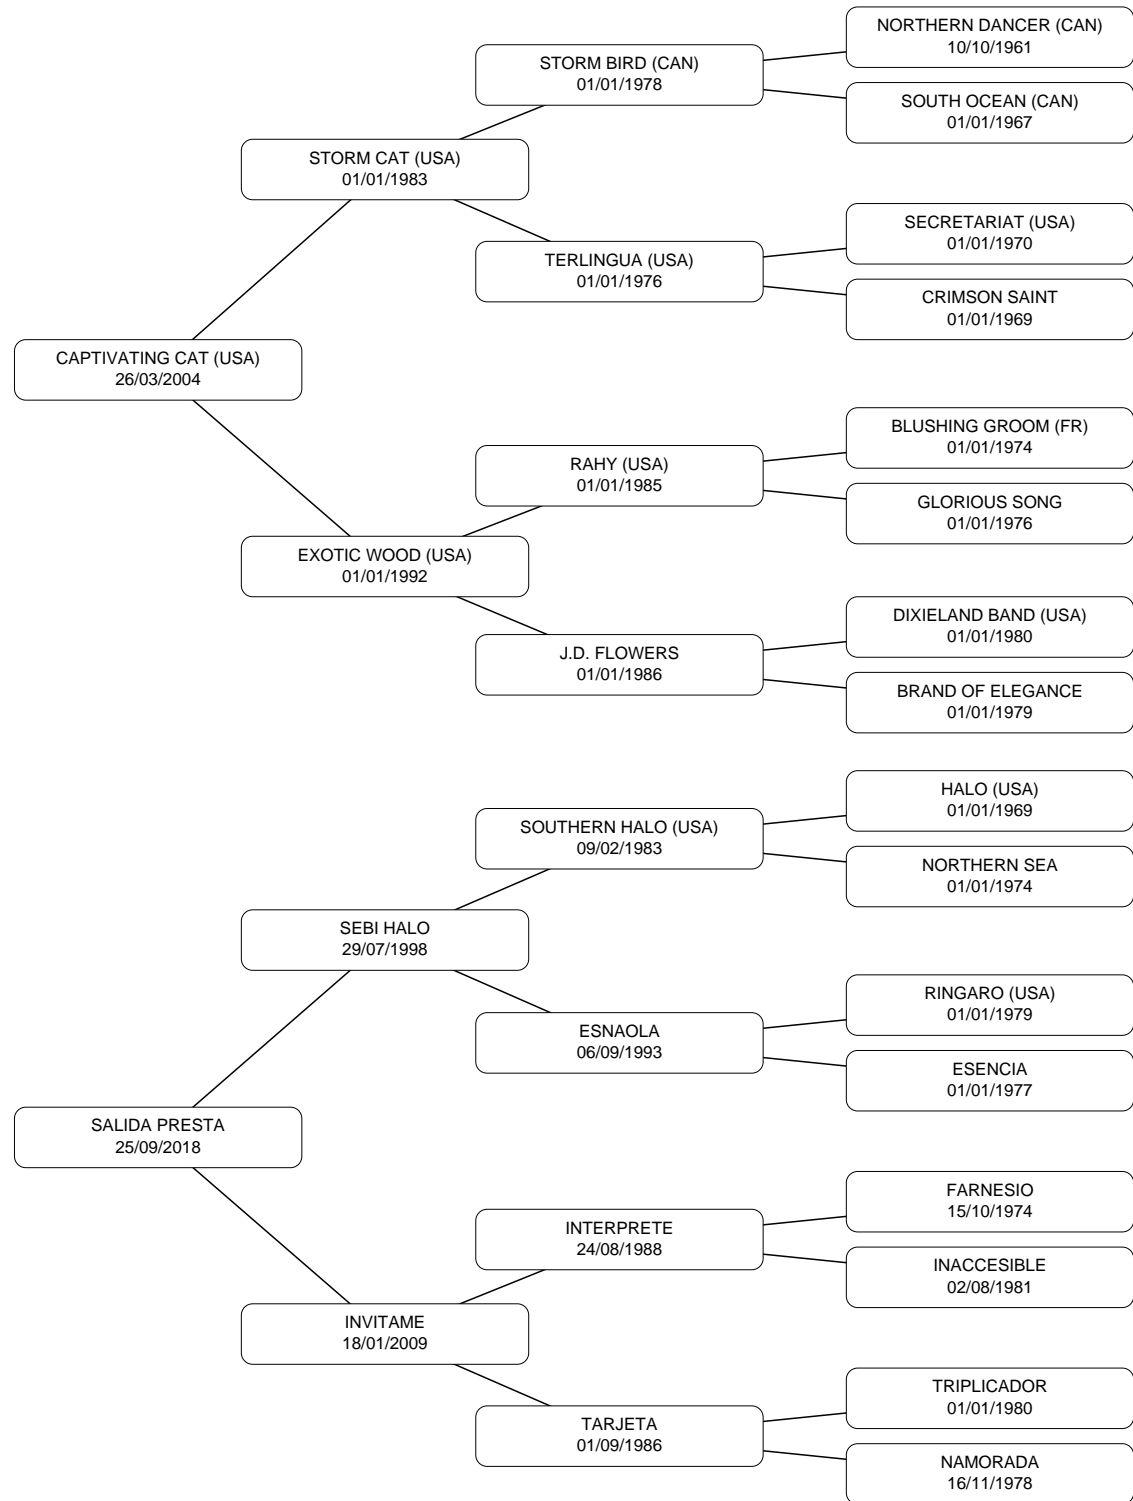 NORTHERN DANCER (CAN)
10/10/1961
STORM BIRD (CAN)
01/01/1978
SOUTH OCEAN (CAN)
01/01/1967
STORM CAT (USA)
01/01/1983
SECRETARIAT (USA)
01/01/1970
TERLINGUA (USA)
01/01/1976
CRIMSON SAINT
01/01/1969
CAPTIVATING CAT (USA)
26/03/2004
BLUSHING GROOM (FR)
01/01/1974
RAHY (USA)
01/01/1985
GLORIOUS SONG
01/01/1976
EXOTIC WOOD (USA)
01/01/1992
DIXIELAND BAND (USA)
01/01/1980
J.D. FLOWERS
01/01/1986
BRAND OF ELEGANCE
01/01/1979
HALO (USA)
01/01/1969
SOUTHERN HALO (USA)
09/02/1983
NORTHERN SEA
01/01/1974
SEBI HALO
29/07/1998
RINGARO (USA)
01/01/1979
ESNAOLA
06/09/1993
ESENCIA
01/01/1977
SALIDA PRESTA
25/09/2018
FARNESIO
15/10/1974
INTERPRETE
24/08/1988
INACCESIBLE
02/08/1981
INVITAME
18/01/2009
TRIPLICADOR
01/01/1980
TARJETA
01/09/1986
NAMORADA
16/11/1978